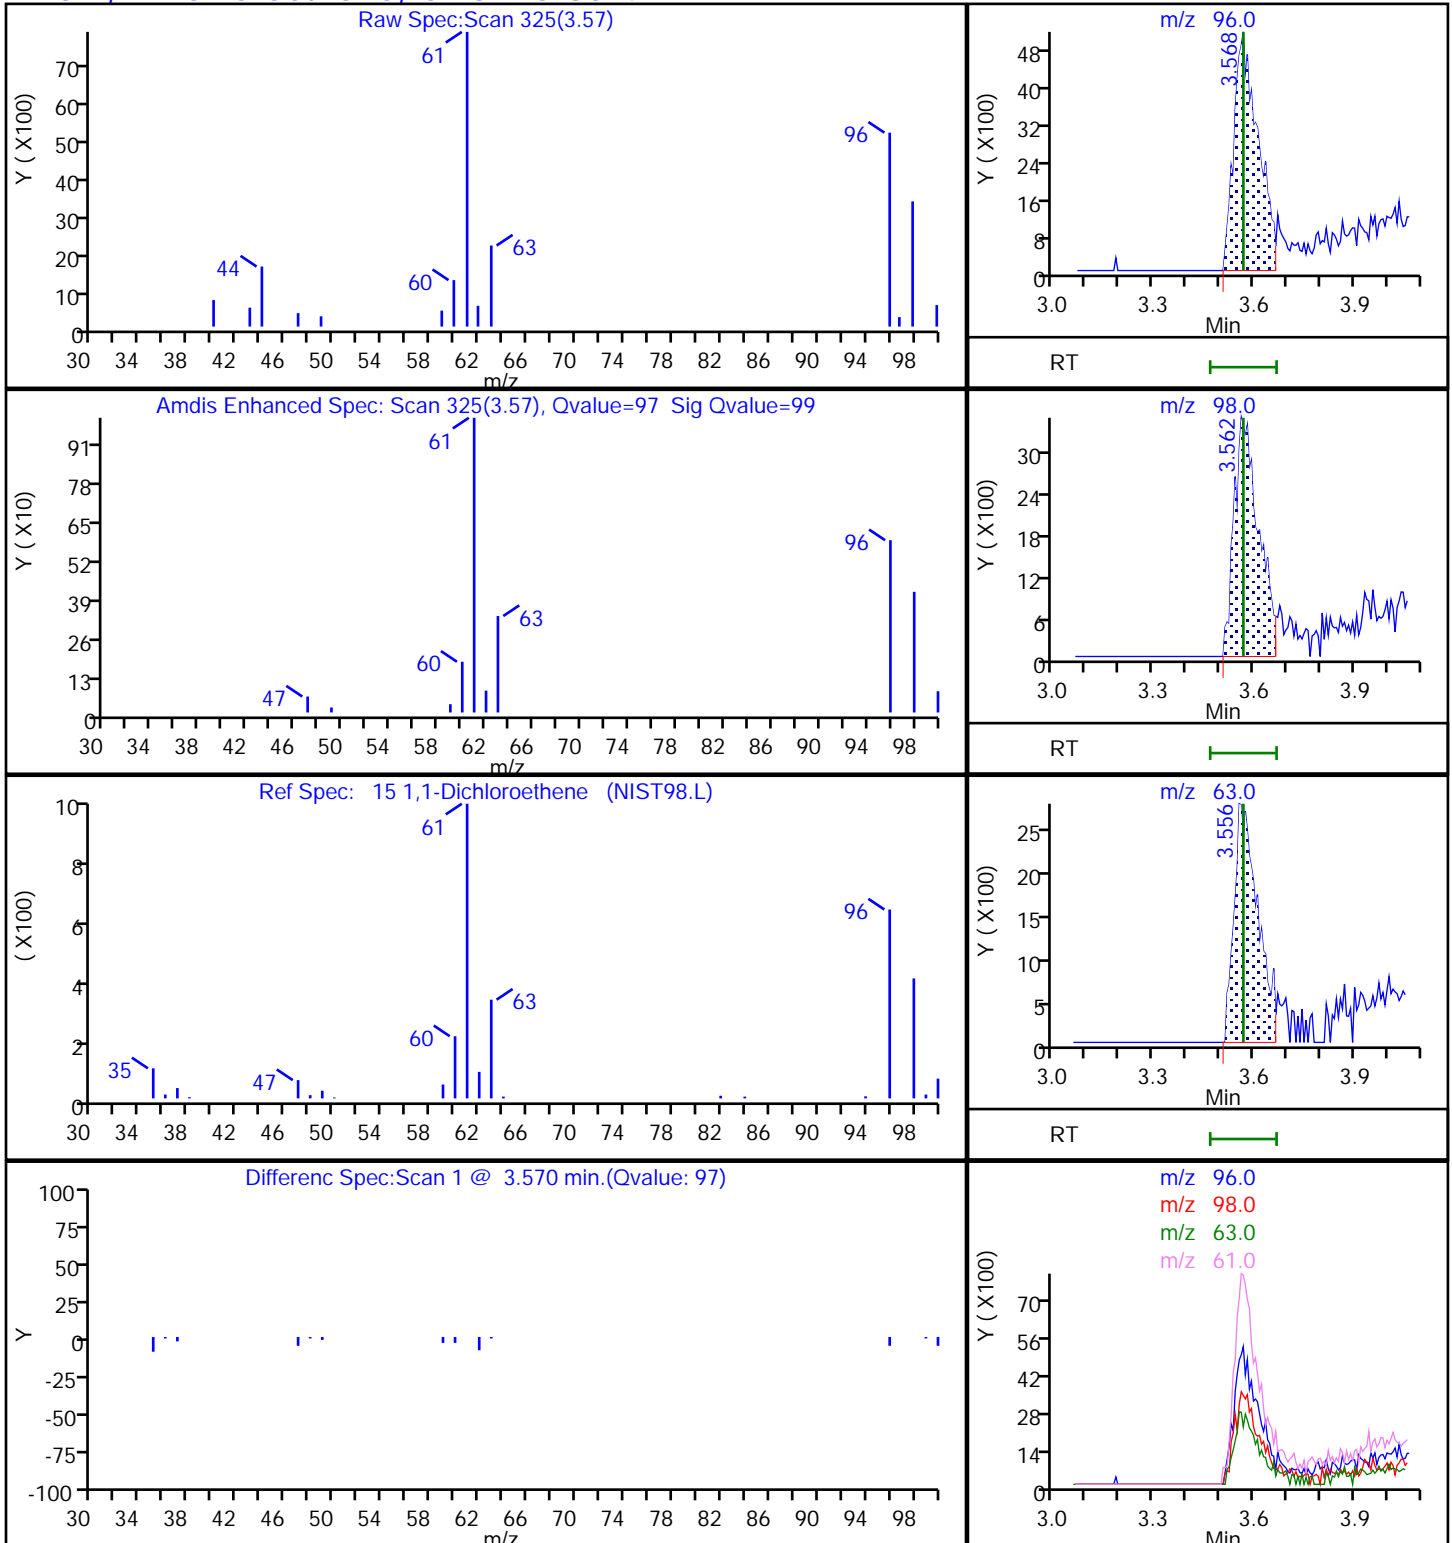 Raw Spec:Scan 325(3.57)
Y ( X100)
70
60
50
40
30
20
10
0
61
96
44
60
63
30 34 38 42 46 50 54 58 62 66 70 74 78 82 86 90 94 98
m/z
m/z 96.0
Y ( X100)
48
40
32
24
16
8
0
3.568
3.0 3.3 3.6 3.9
Min
RT
Amdis Enhanced Spec: Scan 325(3.57), Qvalue=97 Sig Qvalue=99
Y ( X10)
91
78
65
52
39
26
13
0
61
96
63
60
47
30 34 38 42 46 50 54 58 62 66 70 74 78 82 86 90 94 98
m/z
m/z 98.0
Y ( X100)
30
24
18
12
6
0
3.562
3.0 3.3 3.6 3.9
Min
RT
Ref Spec: 15 1,1-Dichloroethene (NIST98.L)
( X100)
10
8
6
4
2
0
61
96
63
60
35
47
30 34 38 42 46 50 54 58 62 66 70 74 78 82 86 90 94 98
m/z 63.0
Y ( X100)
25
20
15
10
5
0
3.556
3.0 3.3 3.6 3.9
Min
RT
Differenc Spec:Scan 1 @ 3.570 min.(Qvalue: 97)
Y
100
75
50
25
0
-25
-50
-75
-100
30 34 38 42 46 50 54 58 62 66 70 74 78 82 86 90 94 98
m/z
m/z 96.0
m/z 98.0
m/z 63.0
m/z 61.0
Y ( X100)
70
56
42
28
14
0
3.0 3.3 3.6 3.9
Min